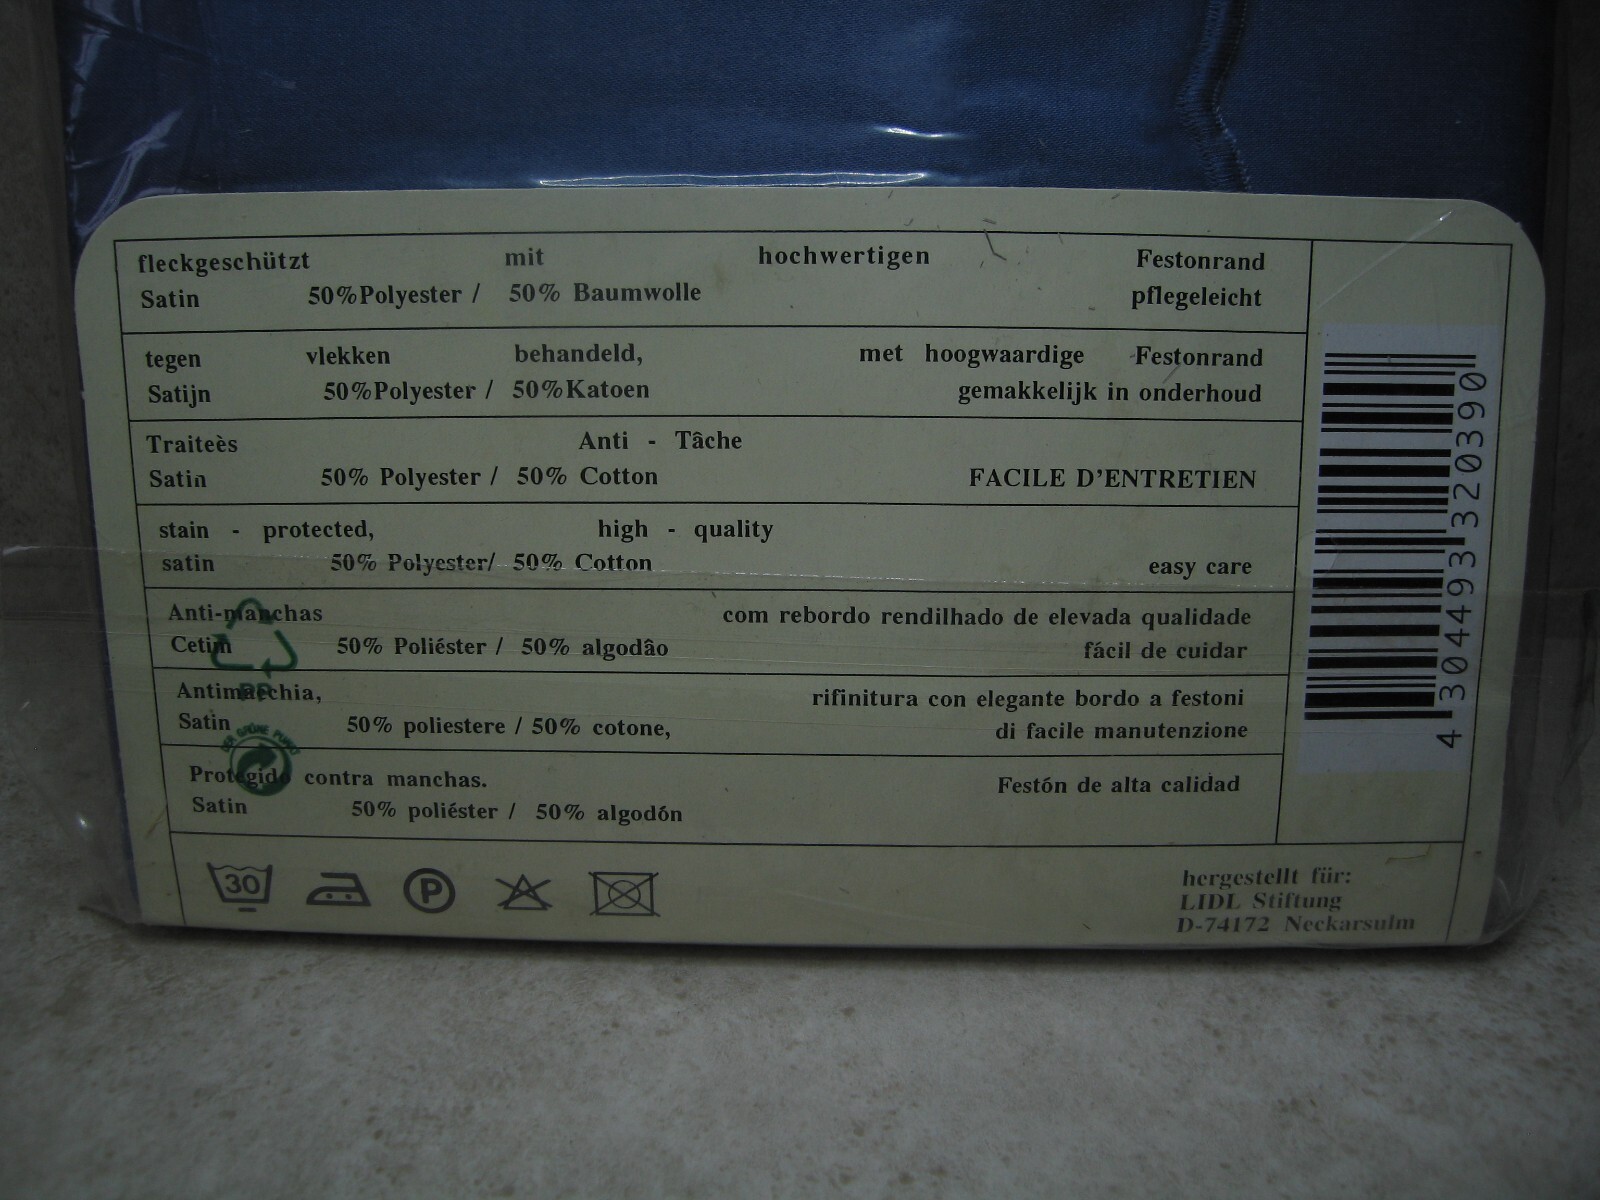 fleckgeschützt mit hochwertigen Festonrand
Satin 50%Polyester / 50% Baumwolle pflegeleicht
tegen vlekken behandeld, met hoogwaardige Festonrand
Satijn 50%Polyester / 50%Katoen gemakkelijk in onderhoud
Traiteès Anti - Tâche
Satin 50% Polyester / 50% Cotton FACILE D'ENTRETIEN
stain - protected, high - quality
satin 50% Polyester/ 50% Cotton easy care
Anti-manchas com rebordo rendilhado de elevada qualidade
Cetim 50% Poliéster / 50% algodâo fácil de cuidar
PP
Antimacchia, rifinitura con elegante bordo a festoni
Satin 50% poliestere / 50% cotone, di facile manutenzione
DER GRÜNE PUNKT
Protegido contra manchas. Festón de alta calidad
Satin 50% poliéster / 50% algodón
30 P
hergestellt für:
LIDL Stiftung
D-74172 Neckarsulm
4 304493 320390